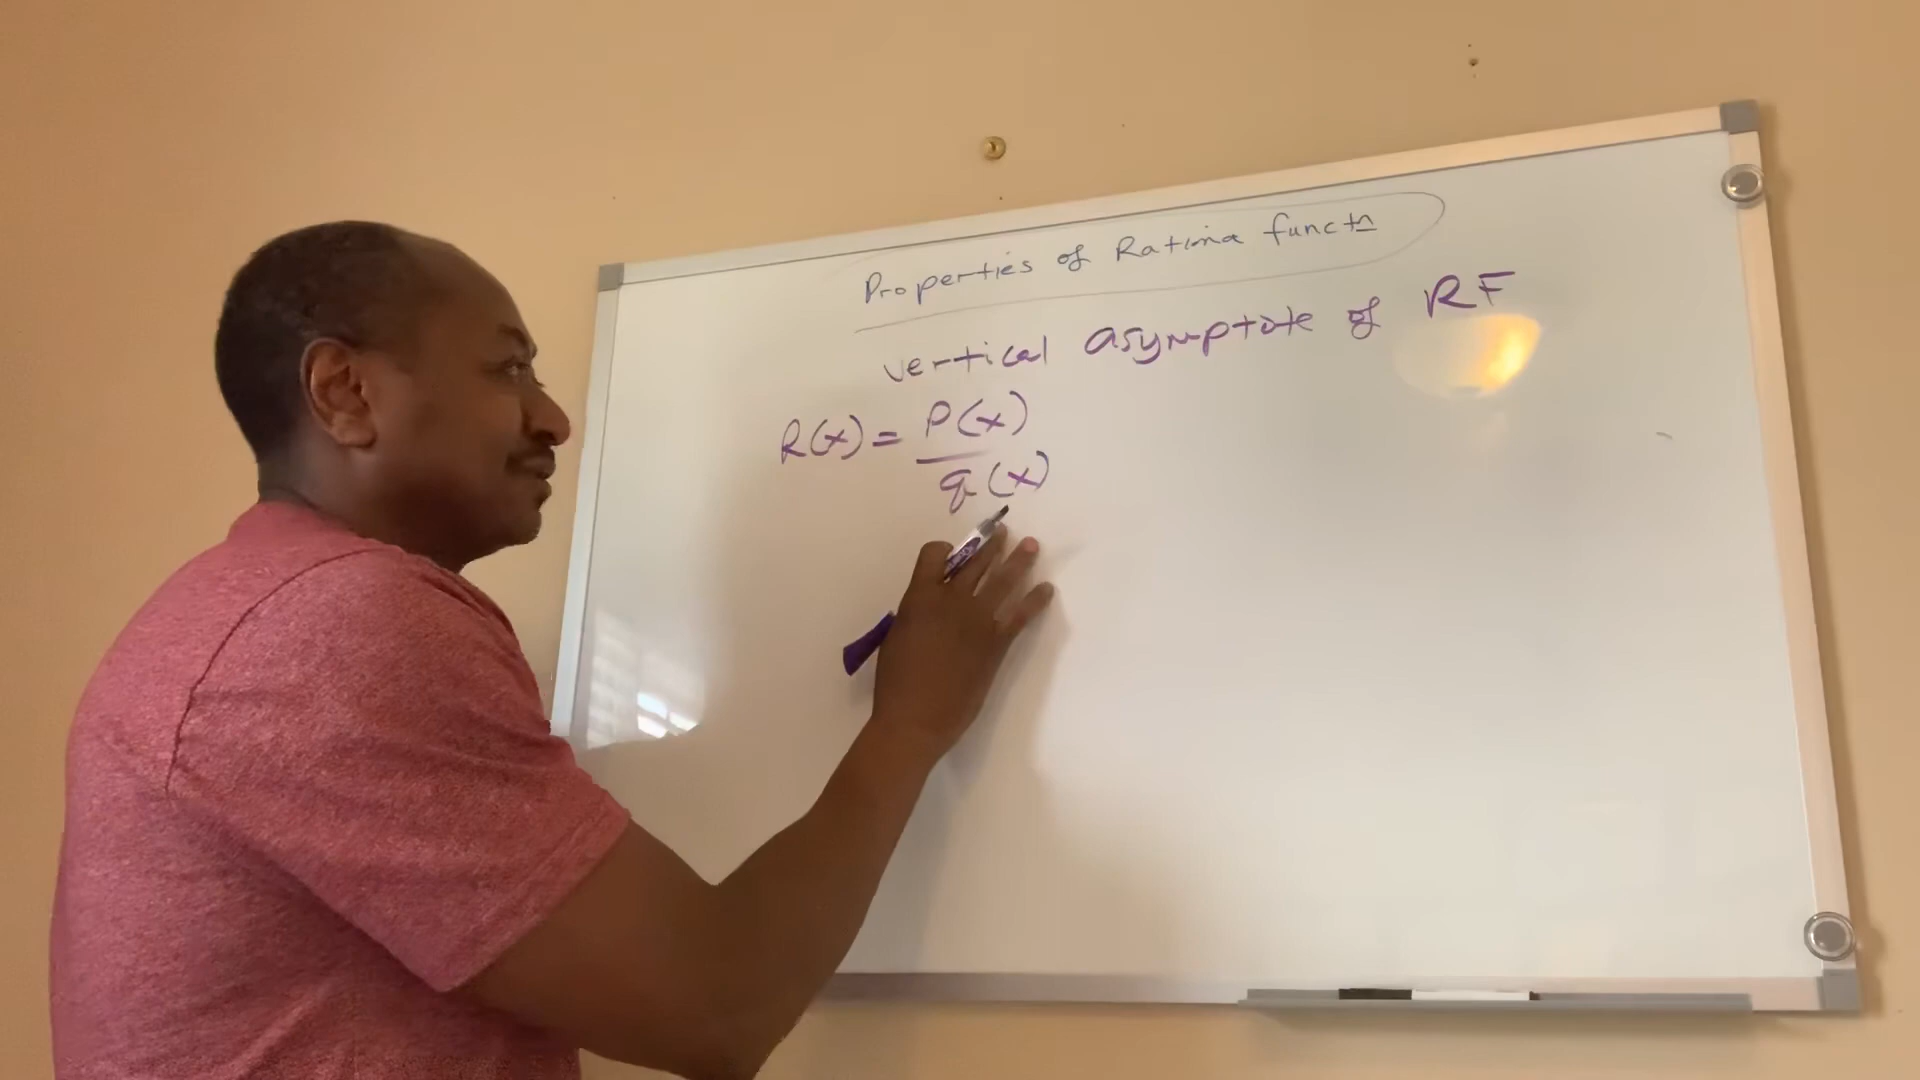 Properties of Rationa functn
vertical asymptote of RF
R(x) = P(x)
q(x)